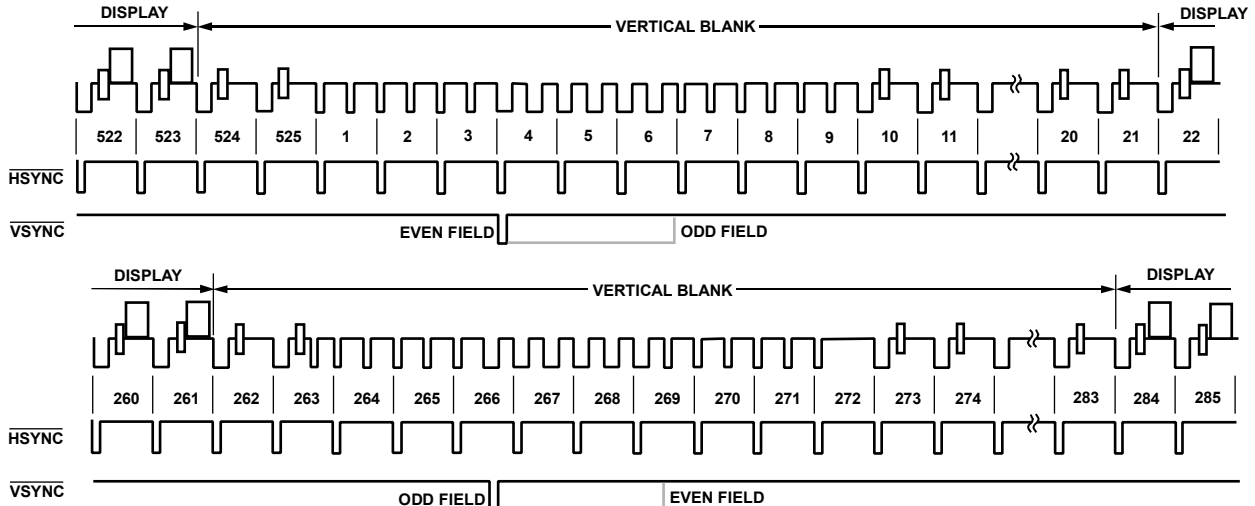 DISPLAY VERTICAL BLANK DISPLAY
522 523 524 525 1 2 3 4 5 6 7 8 9 10 11 20 21 22
HSYNC
VSYNC EVEN FIELD ODD FIELD
DISPLAY VERTICAL BLANK DISPLAY
260 261 262 263 264 265 266 267 268 269 270 271 272 273 274 283 284 285
HSYNC
VSYNC ODD FIELD EVEN FIELD